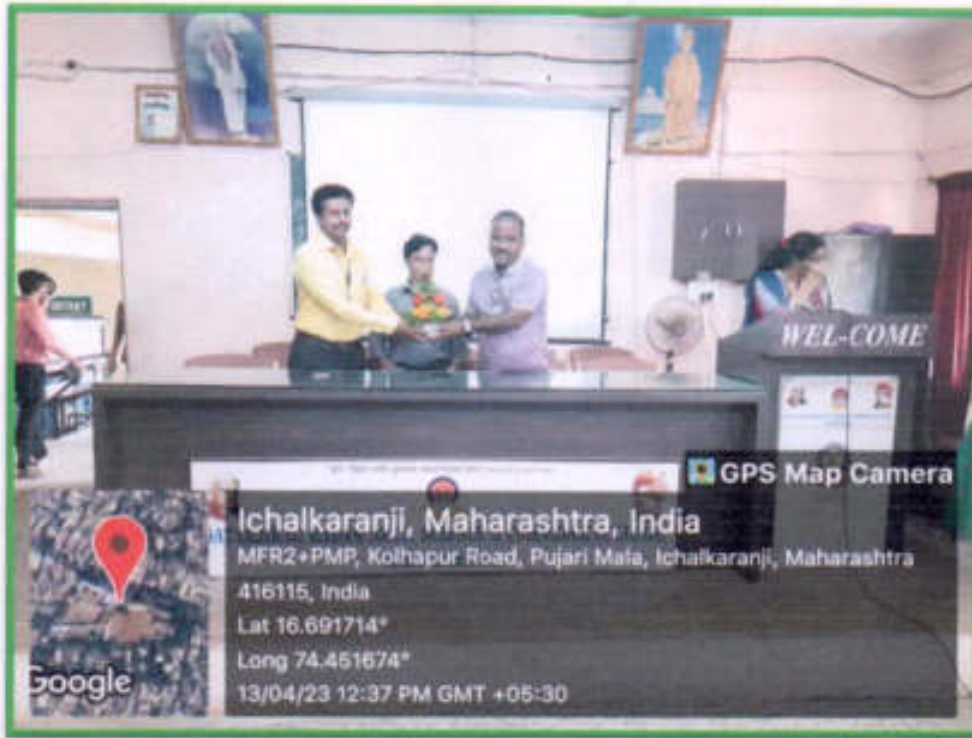 WEL-COME
GPS Map Camera
Ichalkaranji, Maharashtra, India
MFR2+PMP, Kolhapur Road, Pujari Mala, Ichalkaranji, Maharashtra
416115, India
Lat 16.691714°
Long 74.451674°
13/04/23 12:37 PM GMT +05:30
Google